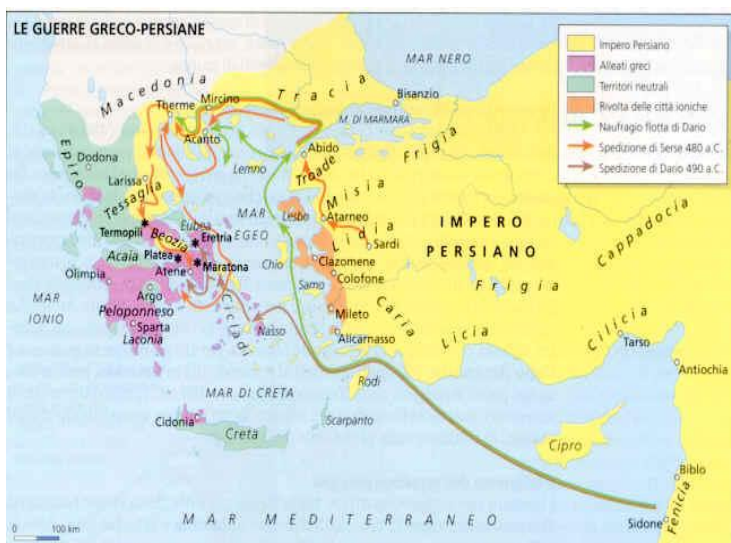 LE GUERRE GRECO-PERSIANE
Impero Persiano
Alleati greci
Territori neutrali
Rivolta delle città ioniche
Naufragio flotta di Dario
Spedizione di Serse 480 a.C.
Spedizione di Dario 490 a.C.
MAR NERO
Macedonia
Tracia
Bisanzio
Therme
Mircino
M. DI MARMARA
Acanto
Epiro
Dodona
Lemno
Abido
Troade
Frigia
Larissa
Tessaglia
Misia
MAR EGEO
Lesbo
Atarneo
IMPERO
PERSIANO
Cappadocia
Termopili
Beozia
Eubea
Eretria
Lidia
Sardi
Acaia
Platea
Maratona
Chio
Clazomene
Colofone
Frigia
Olimpia
Atene
Samo
MAR IONIO
Argo
Peloponneso
Cicladi
Mileto
Caria
Cilicia
Sparta
Laconia
Nasso
Alicarnasso
Licia
Tarso
Antiochia
MAR DI CRETA
Rodi
Cidonia
Creta
Scarpanto
Cipro
Biblo
Fenicia
Sidone
MAR MEDITERRANEO
0 100 km